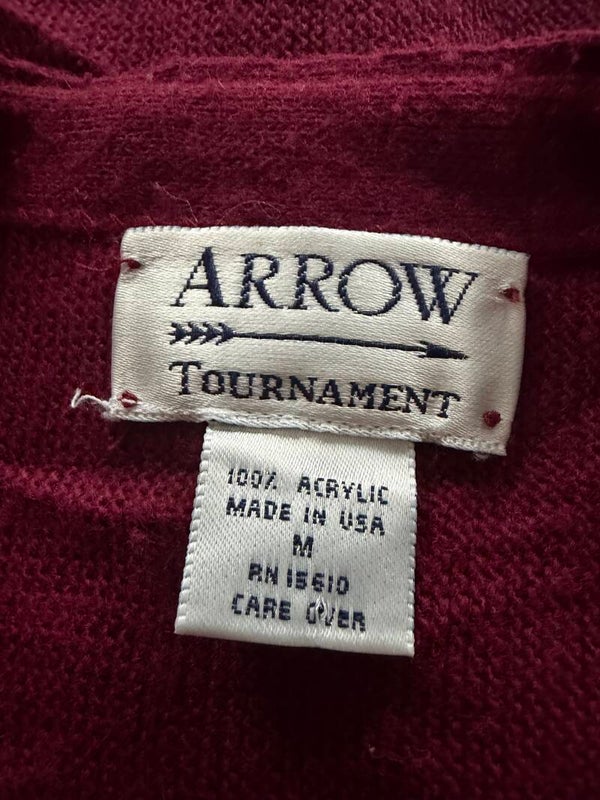 ARROW
TOURNAMENT
100% ACRYLIC
MADE IN USA
M
RN 15610
CARE OVER